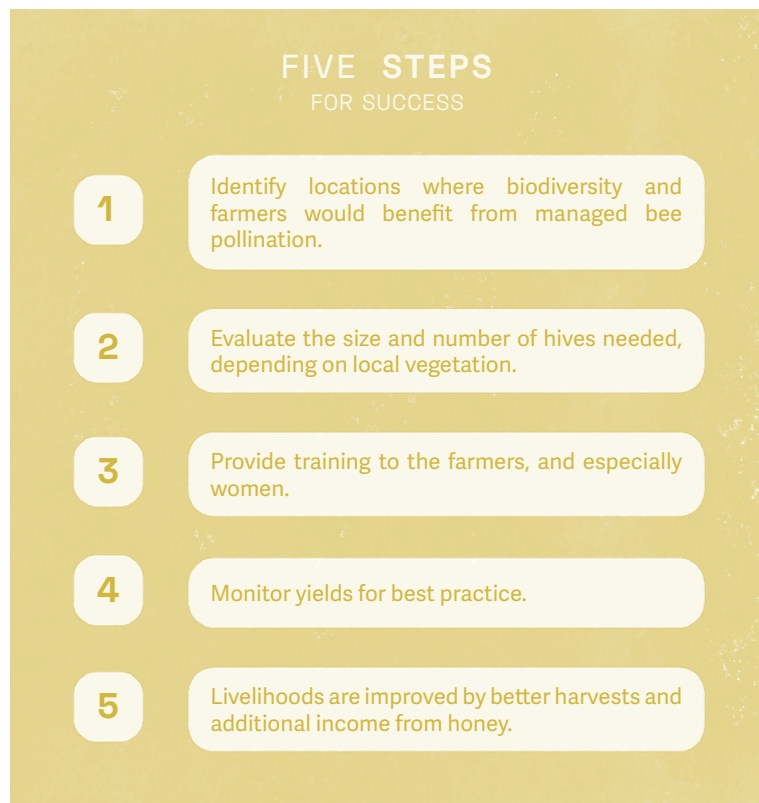 FIVE STEPS
FOR SUCCESS
1
Identify locations where biodiversity and
farmers would benefit from managed bee
pollination.
2
Evaluate the size and number of hives needed,
depending on local vegetation.
3
Provide training to the farmers, and especially
women.
4
Monitor yields for best practice.
5
Livelihoods are improved by better harvests and
additional income from honey.